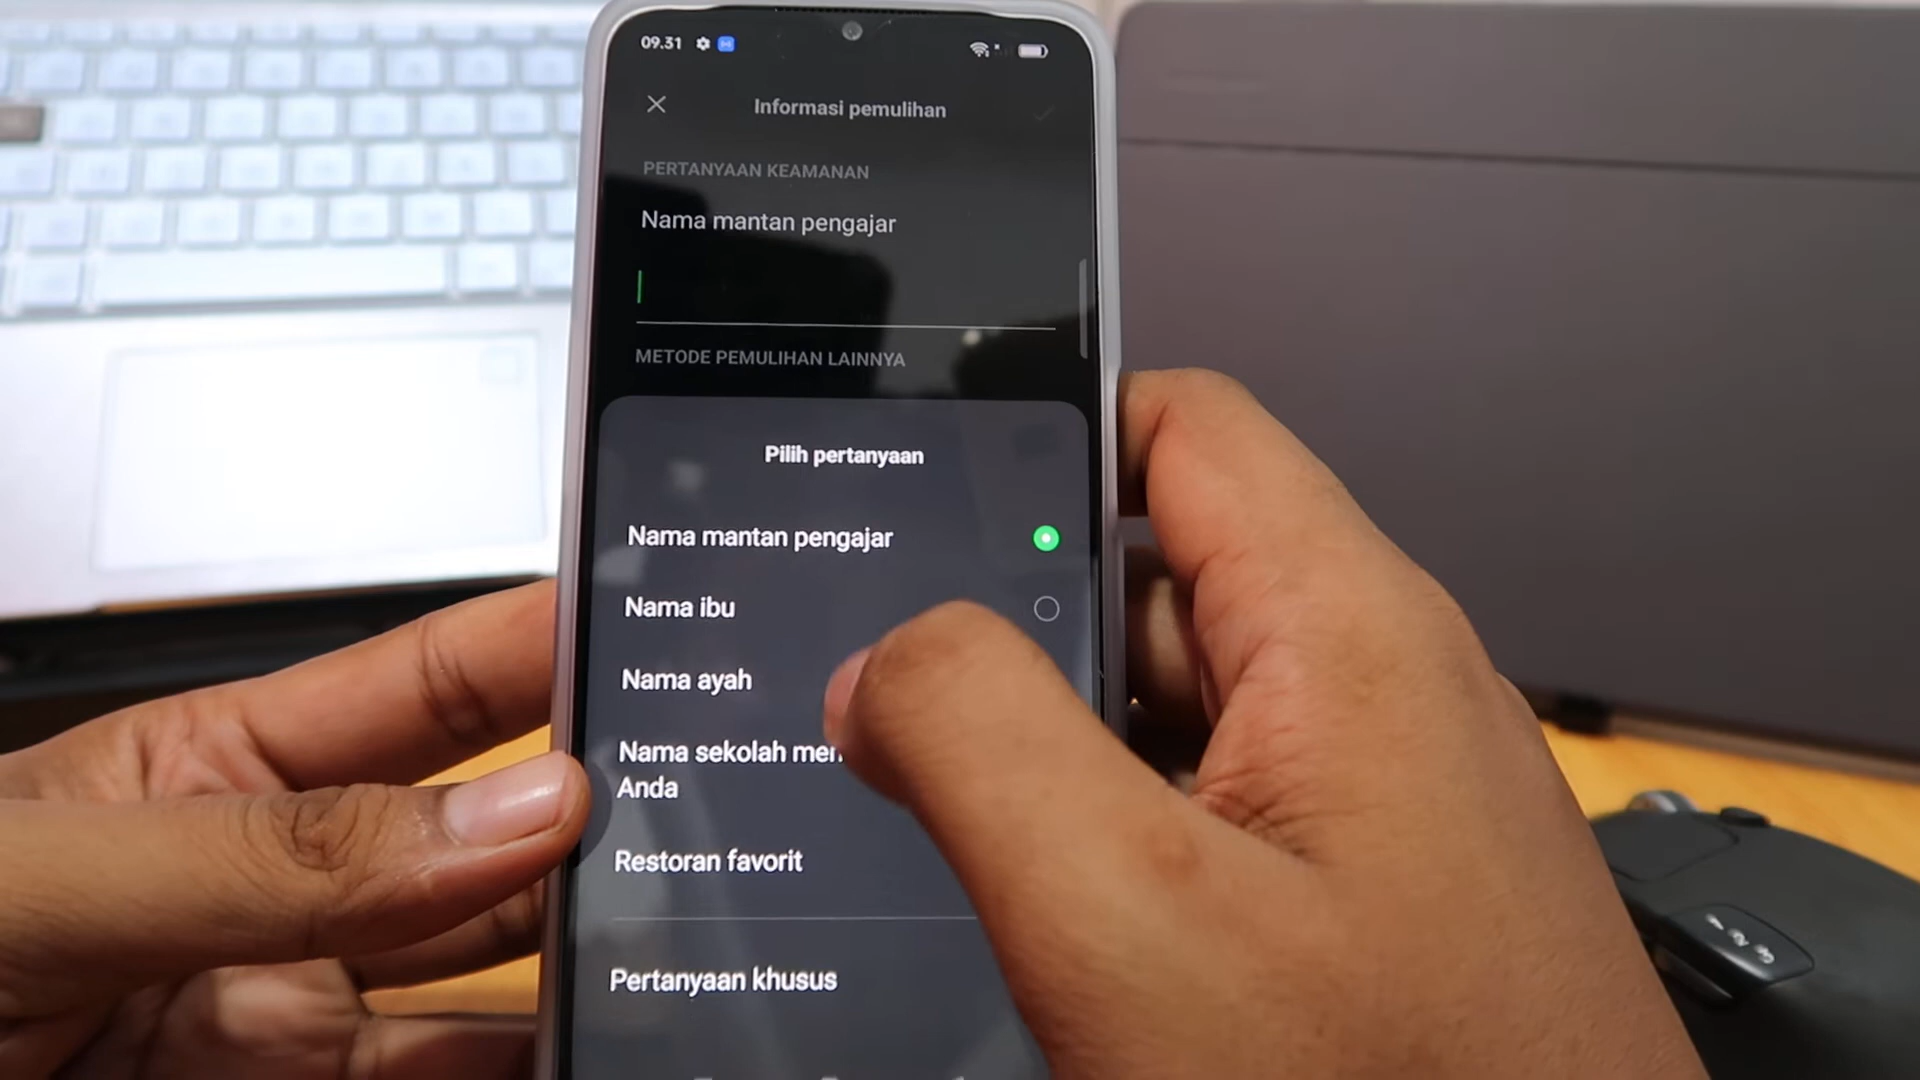 09.31
Informasi pemulihan
PERTANYAAN KEAMANAN
Nama mantan pengajar
METODE PEMULIHAN LAINNYA
Pilih pertanyaan
Nama mantan pengajar
Nama ibu
Nama ayah
Nama sekolah
Anda
Restoran favorit
Pertanyaan khusus